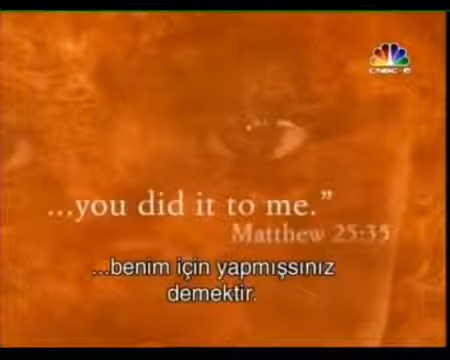 CNBC-e
...you did it to me.”
Matthew 25:35
...benim için yapmışsınız
demektir.